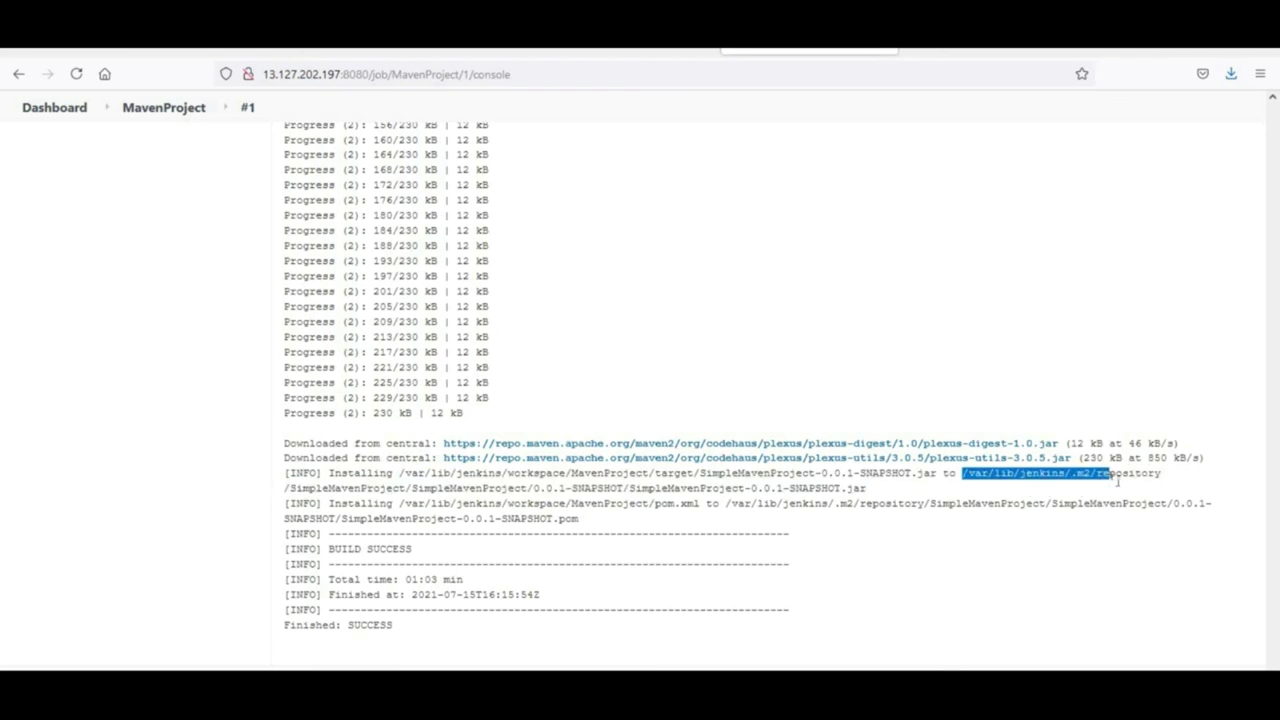 13.127.202.197:8080/job/MavenProject/1/console
Dashboard MavenProject #1
Progress (2): 156/230 kB | 12 kB
Progress (2): 160/230 kB | 12 kB
Progress (2): 164/230 kB | 12 kB
Progress (2): 168/230 kB | 12 kB
Progress (2): 172/230 kB | 12 kB
Progress (2): 176/230 kB | 12 kB
Progress (2): 180/230 kB | 12 kB
Progress (2): 184/230 kB | 12 kB
Progress (2): 188/230 kB | 12 kB
Progress (2): 193/230 kB | 12 kB
Progress (2): 197/230 kB | 12 kB
Progress (2): 201/230 kB | 12 kB
Progress (2): 205/230 kB | 12 kB
Progress (2): 209/230 kB | 12 kB
Progress (2): 213/230 kB | 12 kB
Progress (2): 217/230 kB | 12 kB
Progress (2): 221/230 kB | 12 kB
Progress (2): 225/230 kB | 12 kB
Progress (2): 229/230 kB | 12 kB
Progress (2): 230 kB | 12 kB
Downloaded from central: https://repo.maven.apache.org/maven2/org/codehaus/plexus/plexus-digest/1.0/plexus-digest-1.0.jar (12 kB at 46 kB/s)
Downloaded from central: https://repo.maven.apache.org/maven2/org/codehaus/plexus/plexus-utils/3.0.5/plexus-utils-3.0.5.jar (230 kB at 850 kB/s)
[INFO] Installing /var/lib/jenkins/workspace/MavenProject/target/SimpleMavenProject-0.0.1-SNAPSHOT.jar to /var/lib/jenkins/.m2/repository
/SimpleMavenProject/SimpleMavenProject/0.0.1-SNAPSHOT/SimpleMavenProject-0.0.1-SNAPSHOT.jar
[INFO] Installing /var/lib/jenkins/workspace/MavenProject/pom.xml to /var/lib/jenkins/.m2/repository/SimpleMavenProject/SimpleMavenProject/0.0.1-
SNAPSHOT/SimpleMavenProject-0.0.1-SNAPSHOT.pom
[INFO] ------------------------------------------------------------------------
[INFO] BUILD SUCCESS
[INFO] ------------------------------------------------------------------------
[INFO] Total time: 01:03 min
[INFO] Finished at: 2021-07-15T16:15:54Z
[INFO] ------------------------------------------------------------------------
Finished: SUCCESS